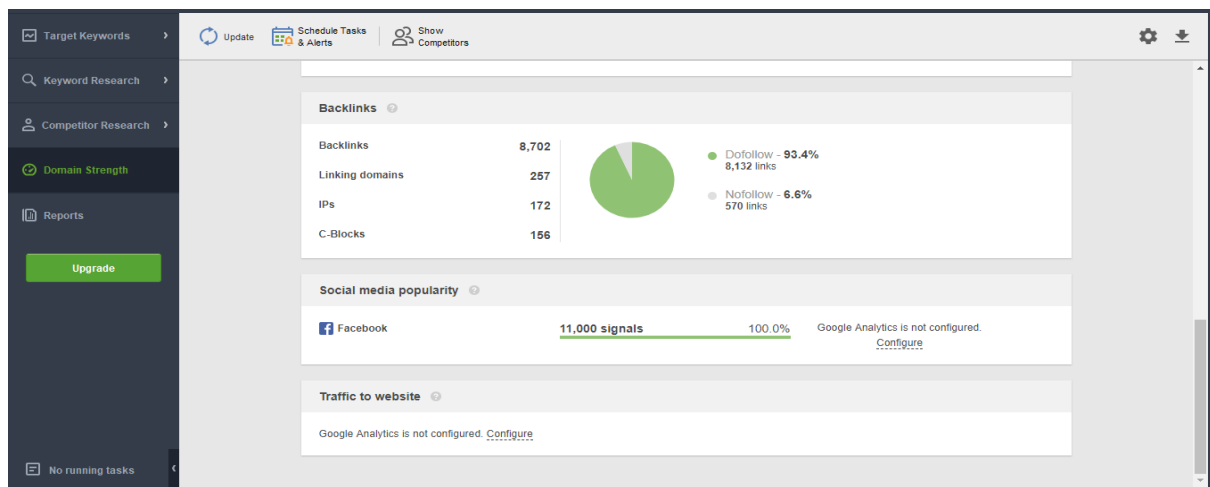 Target Keywords
Keyword Research
Competitor Research
Domain Strength
Reports
Upgrade
No running tasks
Update
Schedule Tasks
& Alerts
Show
Competitors
Backlinks
Backlinks 8,702
Linking domains 257
IPs 172
C-Blocks 156
Dofollow - 93.4%
8,132 links
Nofollow - 6.6%
570 links
Social media popularity
Facebook 11,000 signals 100.0%
Google Analytics is not configured.
Configure
Traffic to website
Google Analytics is not configured. Configure